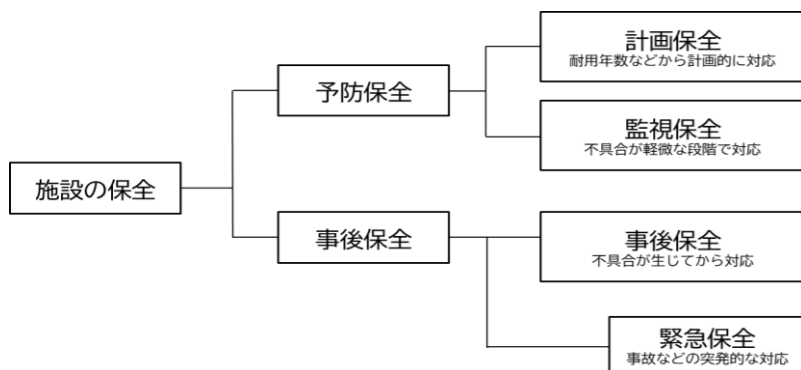 施設の保全
予防保全
計画保全
耐用年数などから計画的に対応
監視保全
不具合が軽微な段階で対応
事後保全
事後保全
不具合が生じてから対応
緊急保全
事故などの突発的な対応